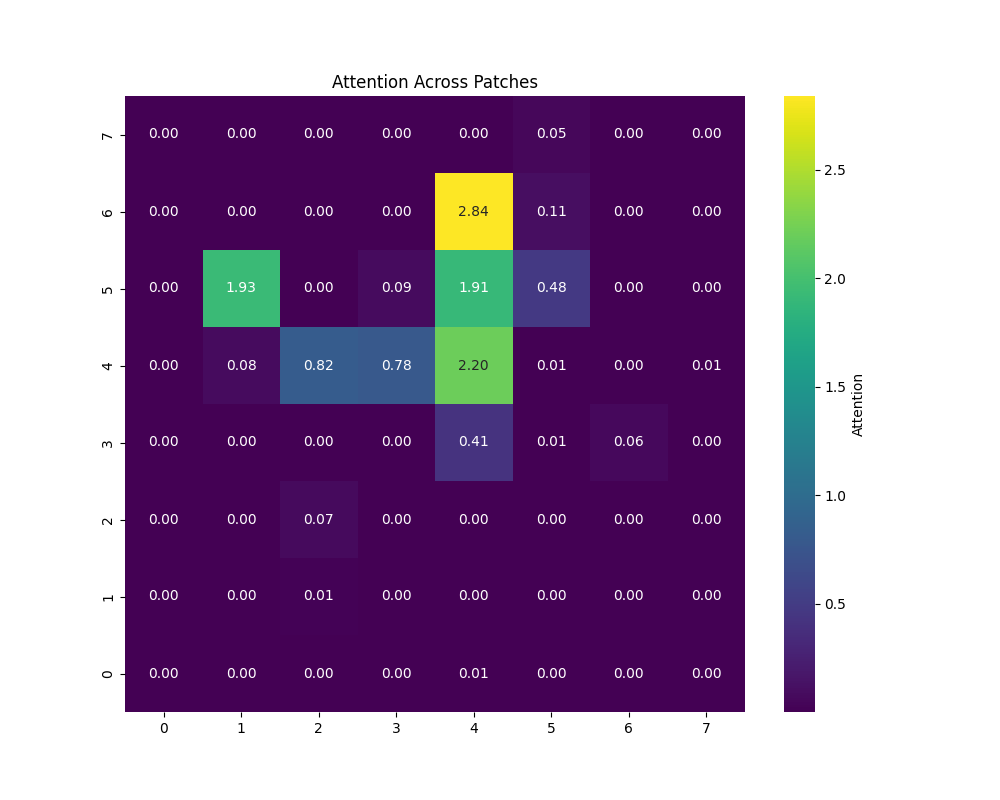 Attention Across Patches
7 0.00 0.00 0.00 0.00 0.00 0.05 0.00 0.00
6 0.00 0.00 0.00 0.00 2.84 0.11 0.00 0.00
5 0.00 1.93 0.00 0.09 1.91 0.48 0.00 0.00
4 0.00 0.08 0.82 0.78 2.20 0.01 0.00 0.01
3 0.00 0.00 0.00 0.00 0.41 0.01 0.06 0.00
2 0.00 0.00 0.07 0.00 0.00 0.00 0.00 0.00
1 0.00 0.00 0.01 0.00 0.00 0.00 0.00 0.00
0 0.00 0.00 0.00 0.00 0.01 0.00 0.00 0.00
0 1 2 3 4 5 6 7
2.5
2.0
1.5
1.0
0.5
Attention